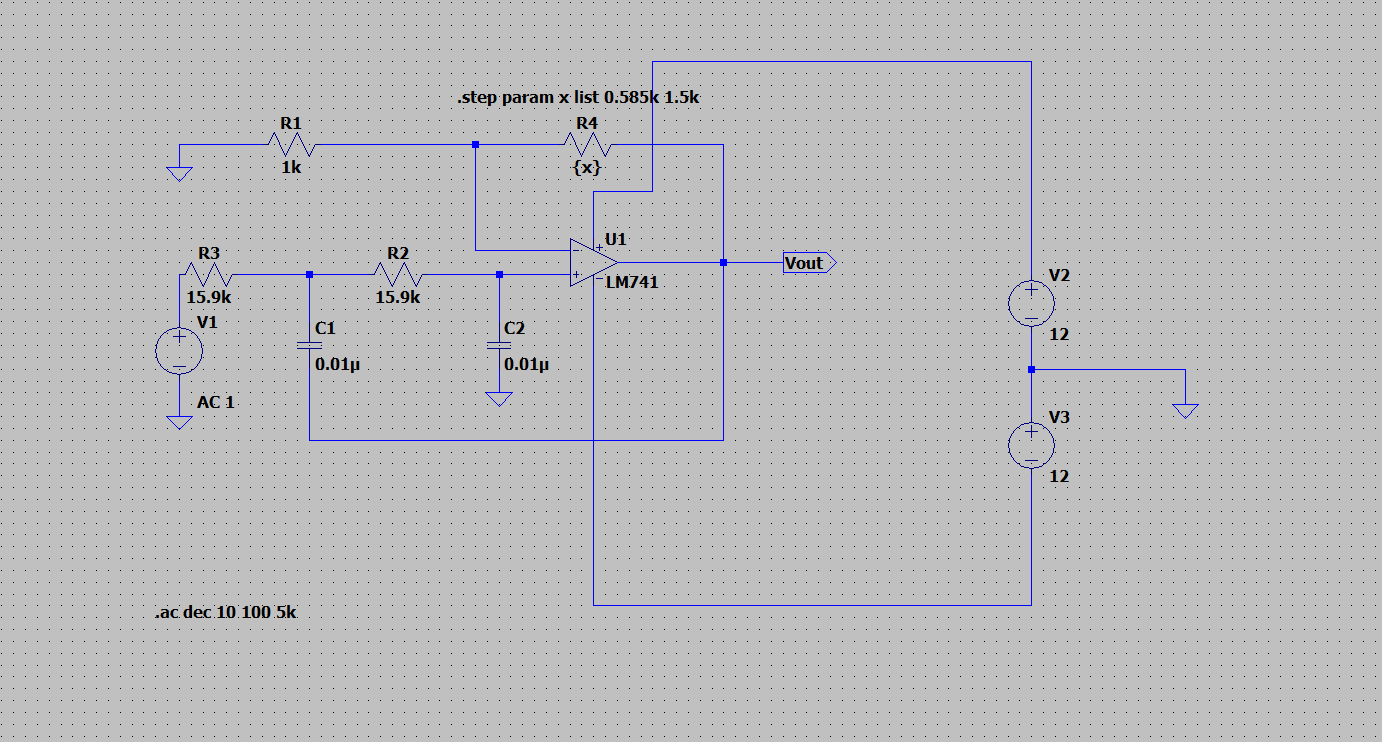 .step param x list 0.585k 1.5k
R1
R4
1k
{x}
U1
R3
R2
Vout
LM741
V2
15.9k
15.9k
V1
C1
C2
12
0.01µ
0.01µ
AC 1
V3
12
.ac dec 10 100 5k